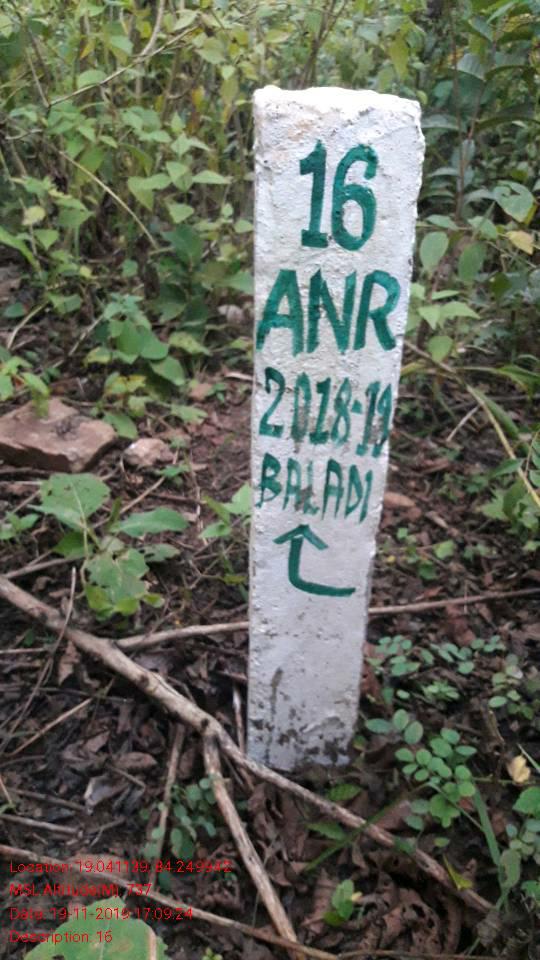 16
ANR
2018-19
BALADI
Location: 19.041139, 84.249942
MSL Altitude(M): 737
Date: 19-11-2019 17:09:24
Description: 16